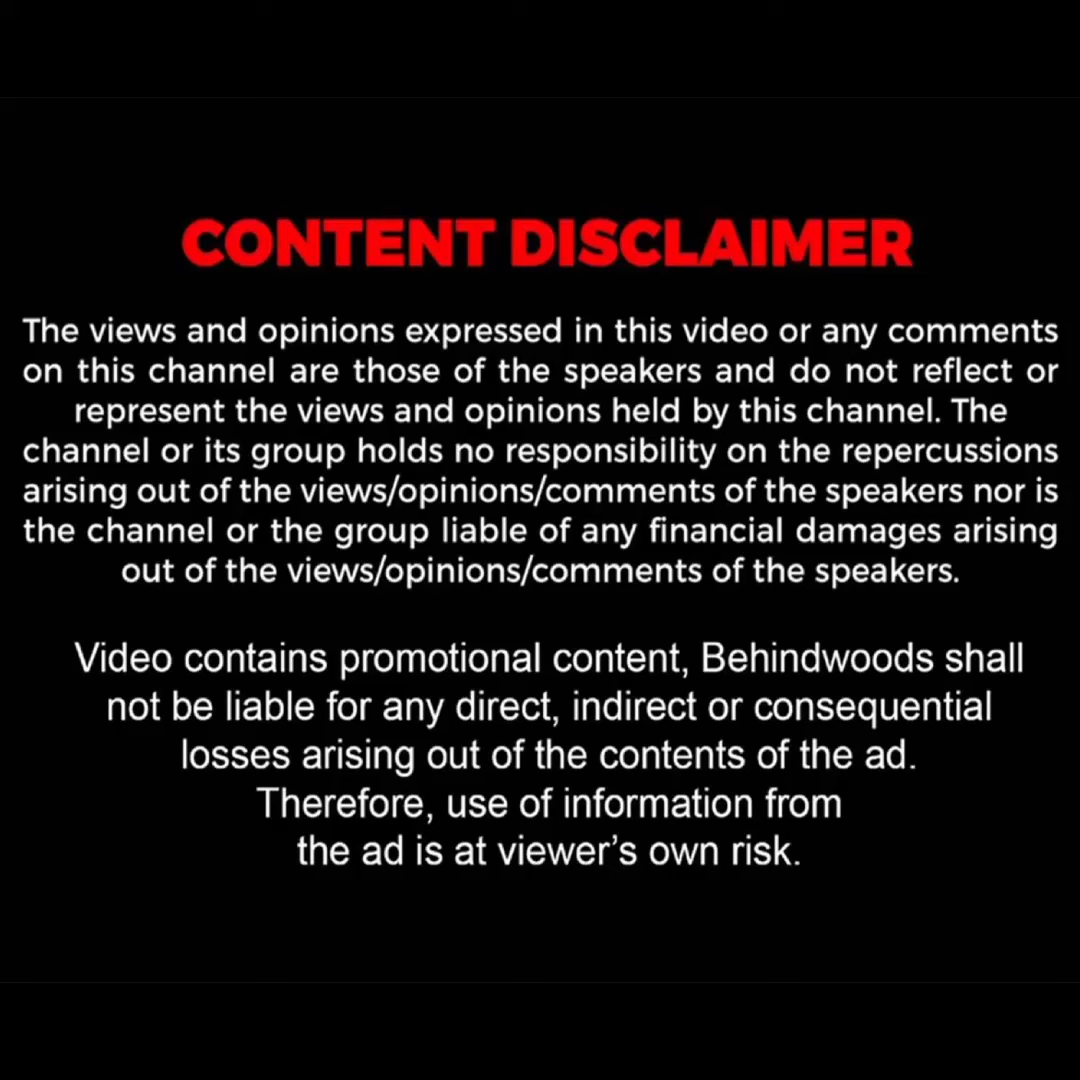 CONTENT DISCLAIMER
The views and opinions expressed in this video or any comments
on this channel are those of the speakers and do not reflect or
represent the views and opinions held by this channel. The
channel or its group holds no responsibility on the repercussions
arising out of the views/opinions/comments of the speakers nor is
the channel or the group liable of any financial damages arising
out of the views/opinions/comments of the speakers.
Video contains promotional content, Behindwoods shall
not be liable for any direct, indirect or consequential
losses arising out of the contents of the ad.
Therefore, use of information from
the ad is at viewer’s own risk.